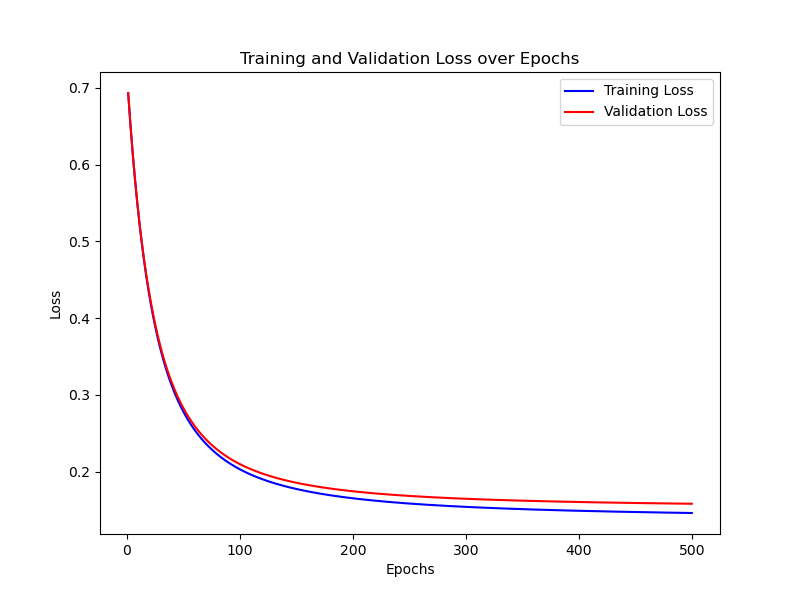 Training and Validation Loss over Epochs
Training Loss
Validation Loss
0.7
0.6
0.5
0.4
0.3
0.2
Loss
0 100 200 300 400 500
Epochs